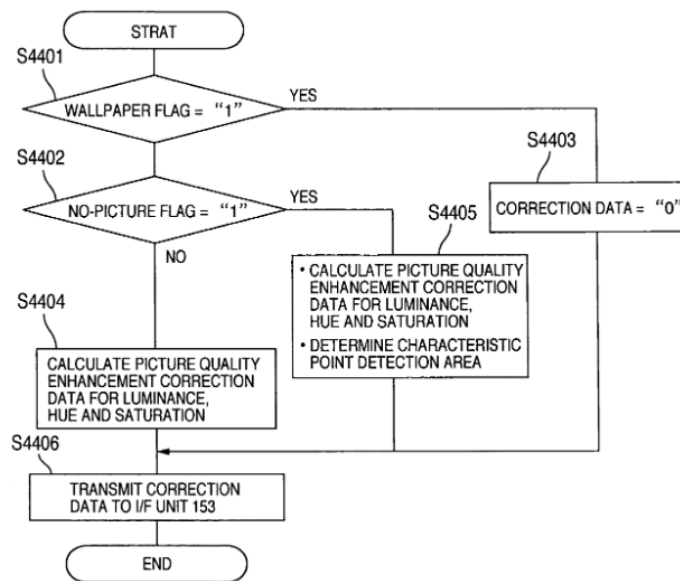 STRAT
S4401
WALLPAPER FLAG = “1”
YES
S4402
NO-PICTURE FLAG = “1”
YES
NO
S4403
CORRECTION DATA = “0”
S4405
• CALCULATE PICTURE QUALITY
ENHANCEMENT CORRECTION
DATA FOR LUMINANCE,
HUE AND SATURATION
• DETERMINE CHARACTERISTIC
POINT DETECTION AREA
S4404
CALCULATE PICTURE QUALITY
ENHANCEMENT CORRECTION
DATA FOR LUMINANCE,
HUE AND SATURATION
S4406
TRANSMIT CORRECTION
DATA TO I/F UNIT 153
END